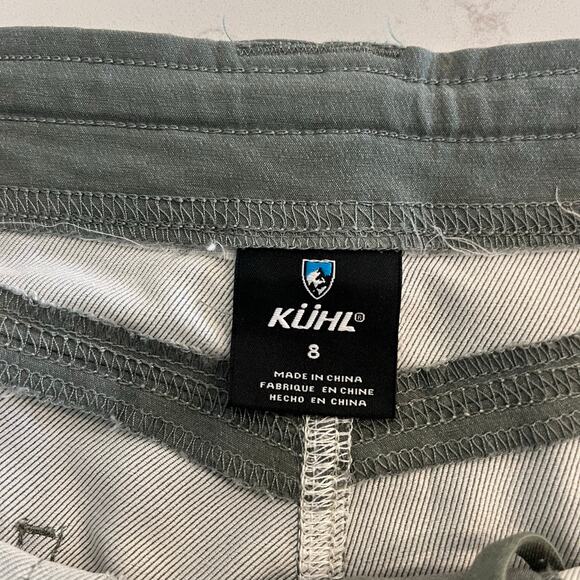 KÜHL®
8
MADE IN CHINA
FABRIQUE EN CHINE
HECHO EN CHINA